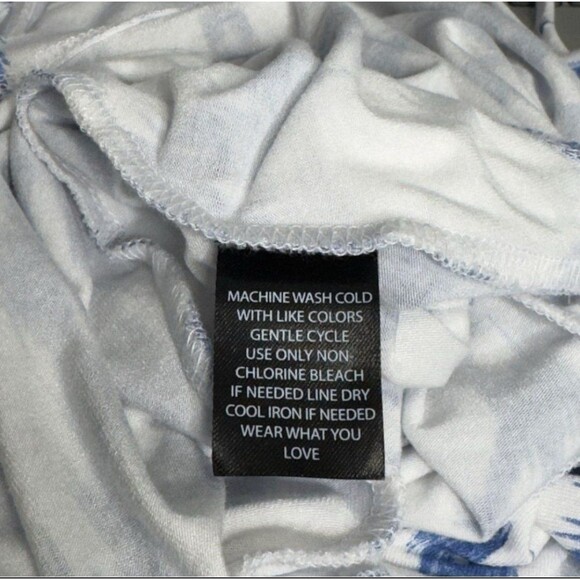 MACHINE WASH COLD
WITH LIKE COLORS
GENTLE CYCLE
USE ONLY NON-
CHLORINE BLEACH
IF NEEDED LINE DRY
COOL IRON IF NEEDED
WEAR WHAT YOU
LOVE